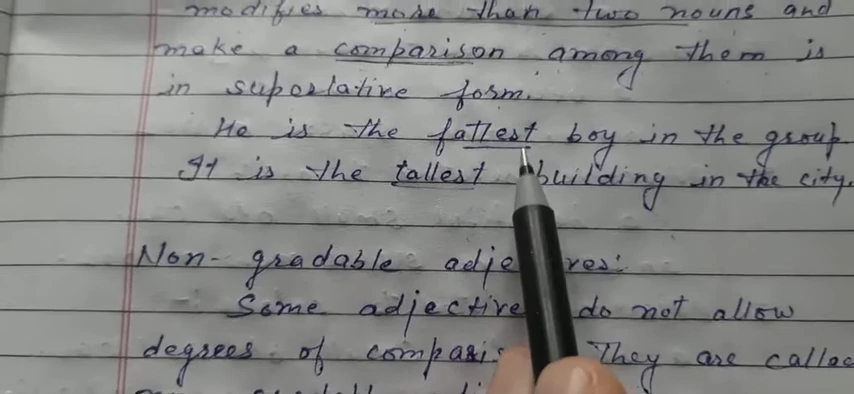 modifies more than two nouns and
make a comparison among them is
in superlative form.
He is the fattest boy in the group
It is the tallest building in the city.
Non-gradable
Some adjective do not allow
degrees of They are called